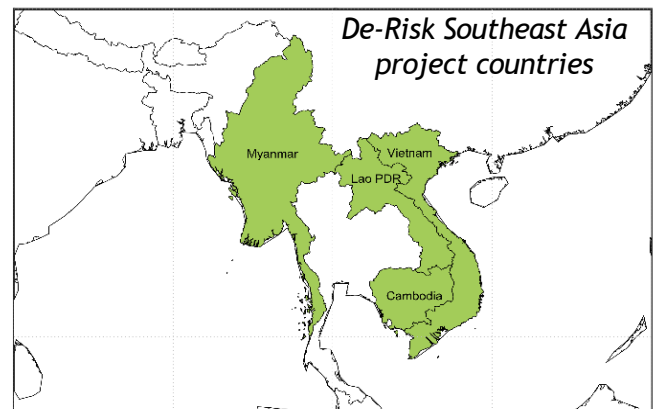 De-Risk Southeast Asia
project countries
Myanmar
Vietnam
Lao PDR
Cambodia